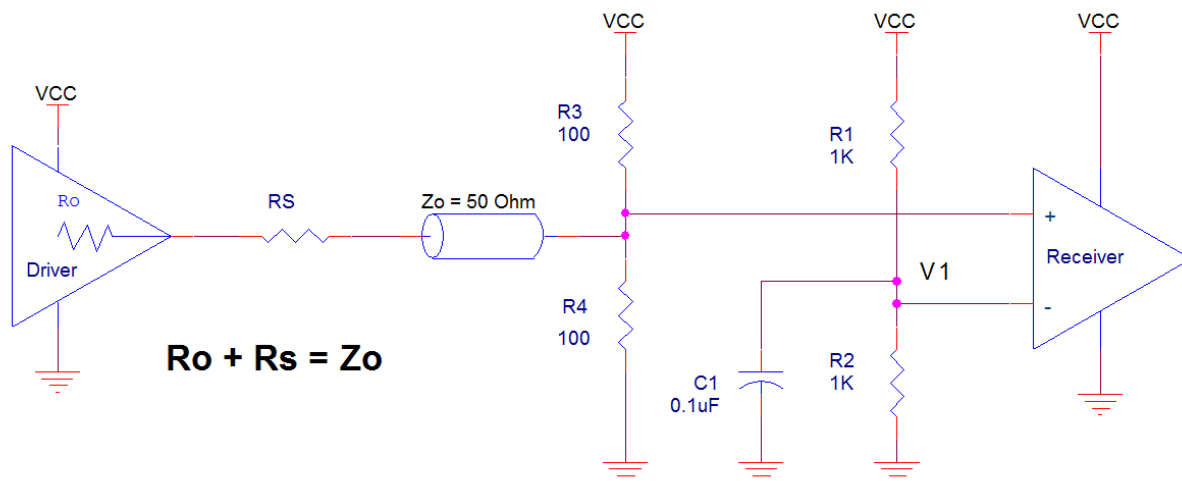 VCC
VCC
VCC
VCC
R3
100
R1
1K
Ro
RS
Zo = 50 Ohm
+
Driver
Receiver
V1
R4
100
-
Ro + Rs = Zo
R2
1K
C1
0.1uF